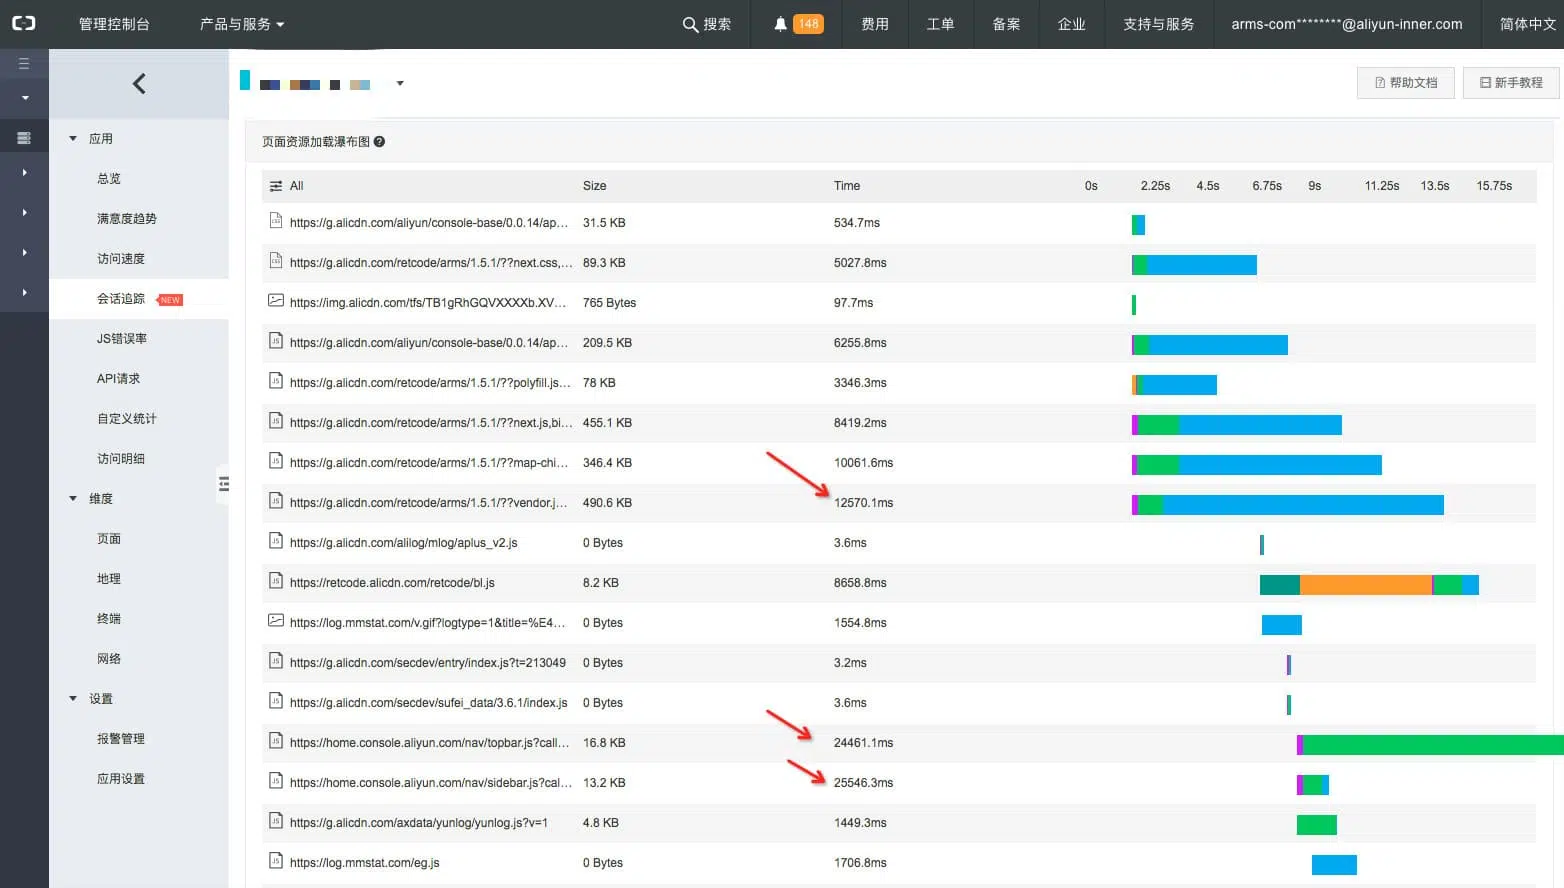 管理控制台 产品与服务 搜索 148 费用 工单 备案 企业 支持与服务 arms-com********@aliyun-inner.com 简体中文
帮助文档 新手教程
应用
总览
满意度趋势
访问速度
会话追踪 NEW
JS错误率
API请求
自定义统计
访问明细
维度
页面
地理
终端
网络
设置
报警管理
应用设置
页面资源加载瀑布图
All Size Time 0s 2.25s 4.5s 6.75s 9s 11.25s 13.5s 15.75s
https://g.alicdn.com/aliyun/console-base/0.0.14/ap... 31.5 KB 534.7ms
https://g.alicdn.com/retcode/arms/1.5.1/??next.css,... 89.3 KB 5027.8ms
https://img.alicdn.com/tfs/TB1gRhGQVXXXXb.XV... 765 Bytes 97.7ms
https://g.alicdn.com/aliyun/console-base/0.0.14/ap... 209.5 KB 6255.8ms
https://g.alicdn.com/retcode/arms/1.5.1/??polyfill.js... 78 KB 3346.3ms
https://g.alicdn.com/retcode/arms/1.5.1/??next.js,bi... 455.1 KB 8419.2ms
https://g.alicdn.com/retcode/arms/1.5.1/??map-chi... 346.4 KB 10061.6ms
https://g.alicdn.com/retcode/arms/1.5.1/??vendor.j... 490.6 KB 12570.1ms
https://g.alicdn.com/alilog/mlog/aplus_v2.js 0 Bytes 3.6ms
https://retcode.alicdn.com/retcode/bl.js 8.2 KB 8658.8ms
https://log.mmstat.com/v.gif?logtype=1&title=%E4... 0 Bytes 1554.8ms
https://g.alicdn.com/secdev/entry/index.js?t=213049 0 Bytes 3.2ms
https://g.alicdn.com/secdev/sufei_data/3.6.1/index.js 0 Bytes 3.6ms
https://home.console.aliyun.com/nav/topbar.js?call... 16.8 KB 24461.1ms
https://home.console.aliyun.com/nav/sidebar.js?cal... 13.2 KB 25546.3ms
https://g.alicdn.com/axdata/yunlog/yunlog.js?v=1 4.8 KB 1449.3ms
https://log.mmstat.com/eg.js 0 Bytes 1706.8ms